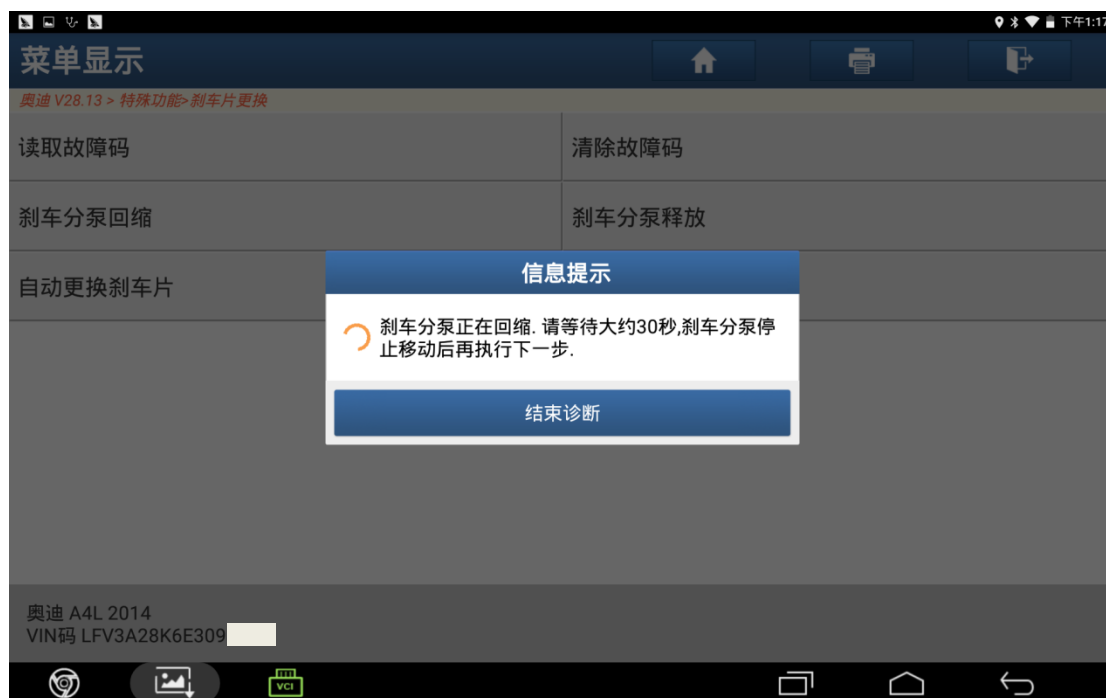 下午1:17
菜单显示
奥迪 V28.13 > 特殊功能>刹车片更换
读取故障码
清除故障码
刹车分泵回缩
刹车分泵释放
自动更换刹车片
信息提示
刹车分泵正在回缩. 请等待大约30秒,刹车分泵停
止移动后再执行下一步.
结束诊断
奥迪 A4L 2014
VIN码 LFV3A28K6E309
VCI